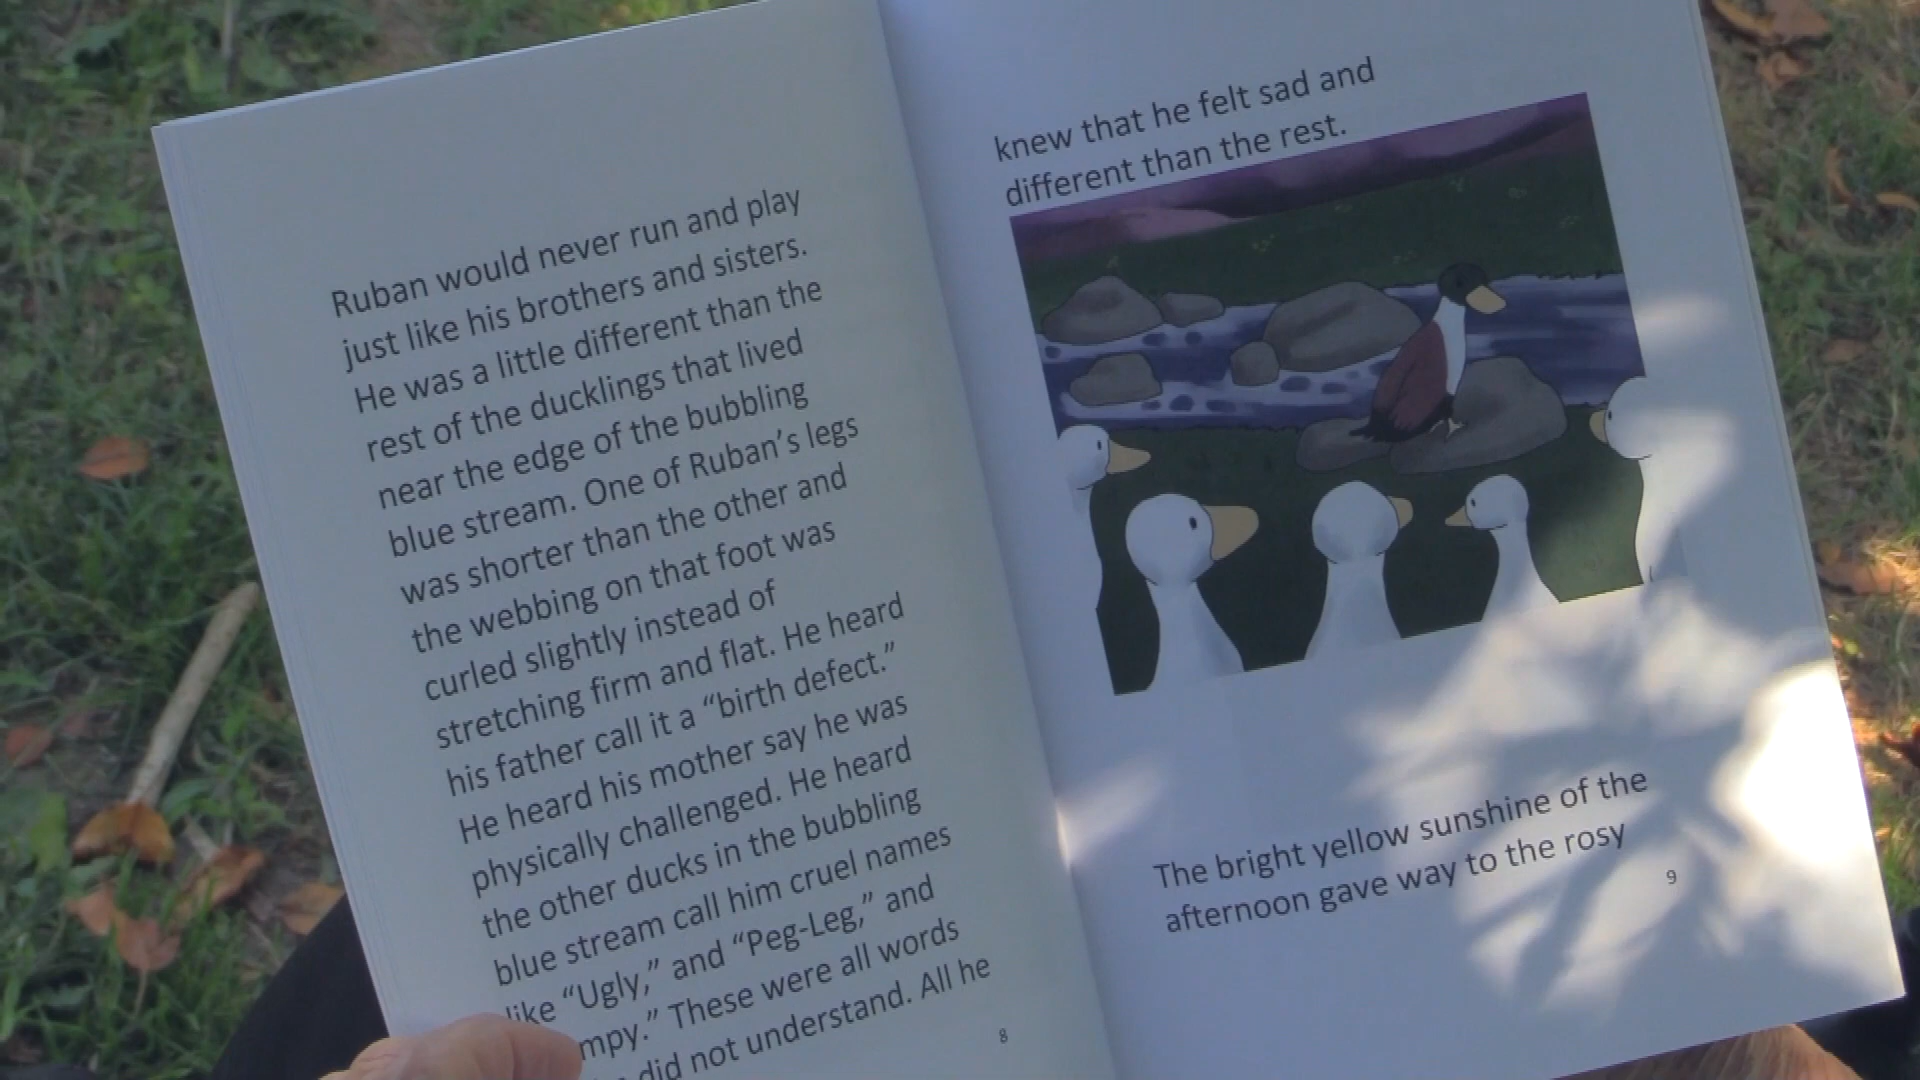 Ruban would never run and play
just like his brothers and sisters.
He was a little different than the
rest of the ducklings that lived
near the edge of the bubbling
blue stream. One of Ruban's legs
was shorter than the other and
the webbing on that foot was
curled slightly instead of
stretching firm and flat. He heard
his father call it a “birth defect.”
He heard his mother say he was
physically challenged. He heard
the other ducks in the bubbling
blue stream call him cruel names
like “Ugly,” and “Peg-Leg,” and
These were all words
did not understand. All he
8
knew that he felt sad and
different than the rest.
The bright yellow sunshine of the
afternoon gave way to the rosy
9